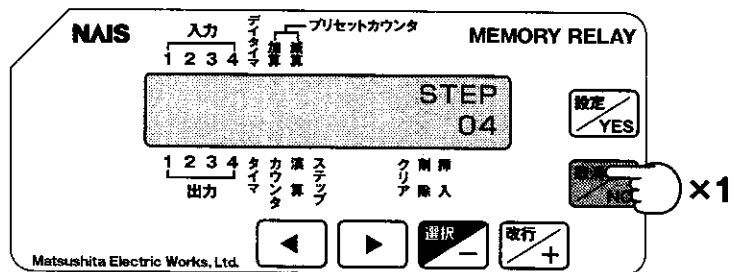 NAIS
入力
デイタイマ
プリセットカウンタ
加算
減算
MEMORY RELAY
1 2 3 4
STEP
04
設定
YES
1 2 3 4
出力
タイマ
カウンタ
演算
ステップ
クリア
削除
挿入
×1
選択
−
改行
+
Matsushita Electric Works, Ltd.